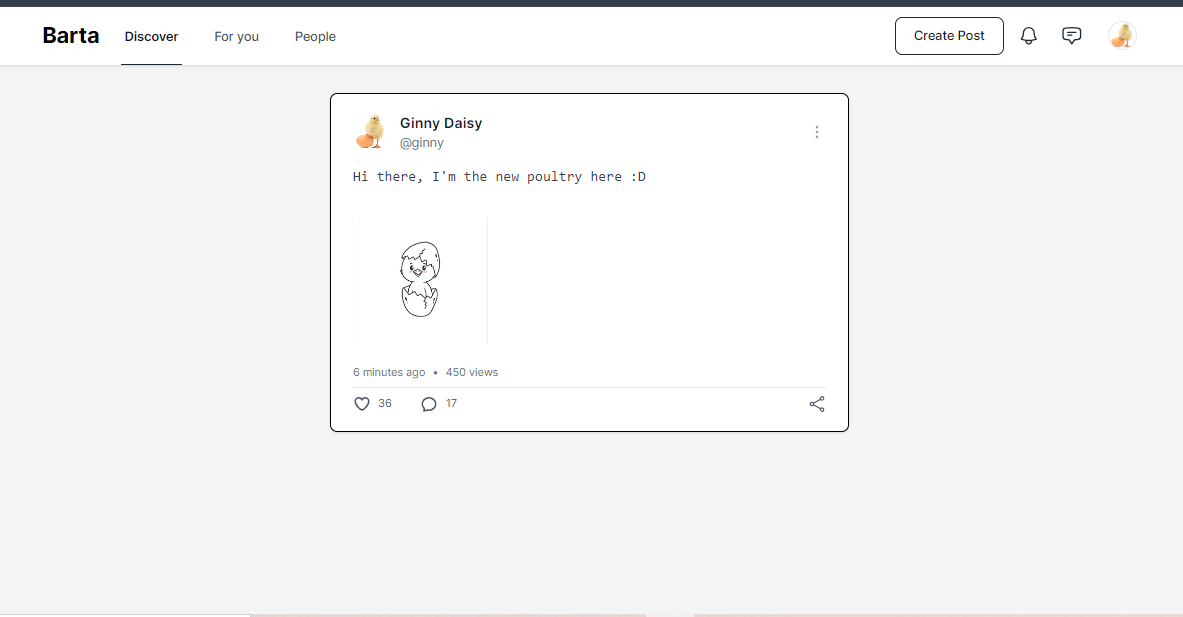 Barta
Discover
For you
People
Create Post
Ginny Daisy
@ginny
Hi there, I'm the new poultry here :D
6 minutes ago • 450 views
36
17